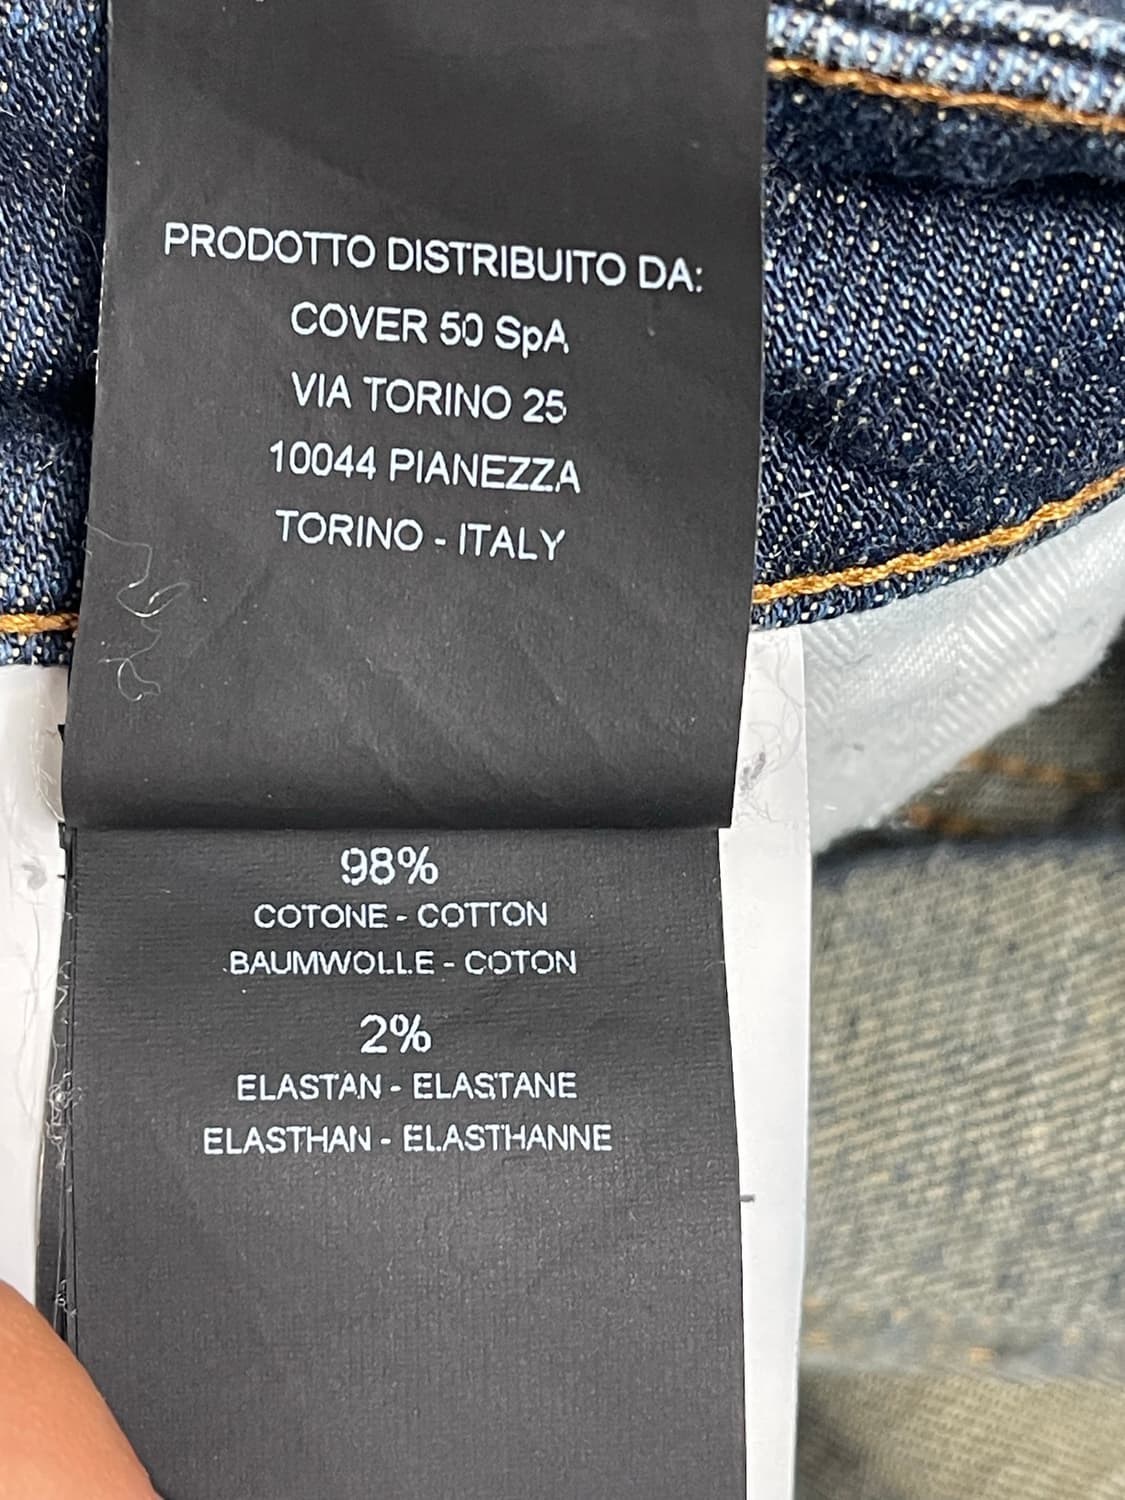 PRODOTTO DISTRIBUITO DA:
COVER 50 SpA
VIA TORINO 25
10044 PIANEZZA
TORINO - ITALY
98%
COTONE - COTTON
BAUMWOLLE - COTON
2%
ELASTAN - ELASTANE
ELASTHAN - ELASTHANNE